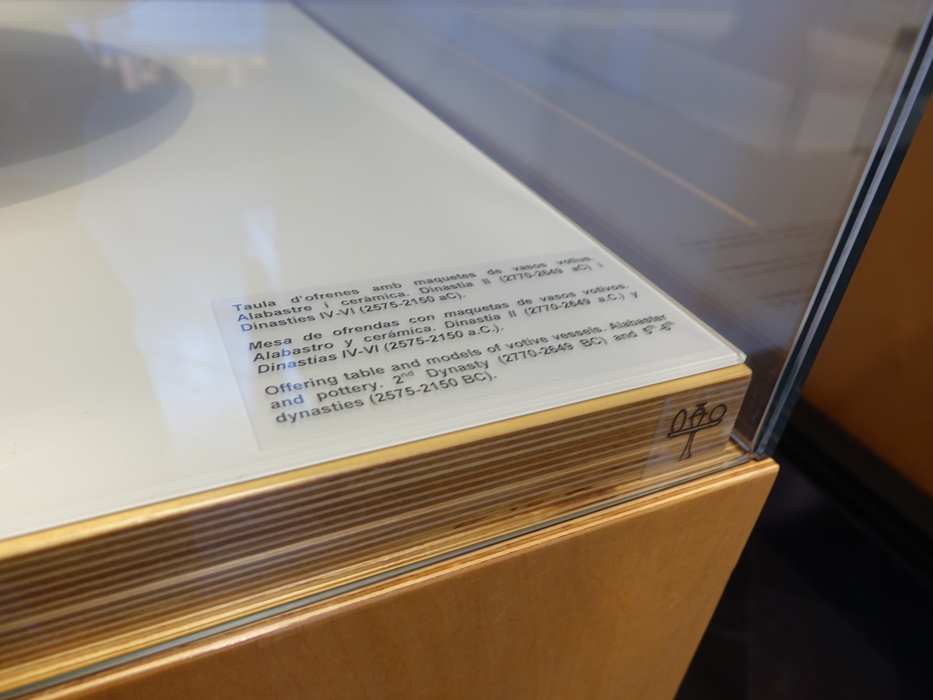 Taula d'ofrenes amb maquetes de vasos votius.
Alabastre i ceràmica. Dinastia II (2770-2649 aC) i
Dinasties IV-VI (2575-2150 aC).
Mesa de ofrendas con maquetas de vasos votivos.
Alabastro y cerámica. Dinastía II (2770-2649 a.C.) y
Dinastías IV-VI (2575-2150 a.C.).
Offering table and models of votive vessels. Alabaster
and pottery. 2nd Dynasty (2770-2649 BC) and 5th-6th
dynasties (2575-2150 BC).